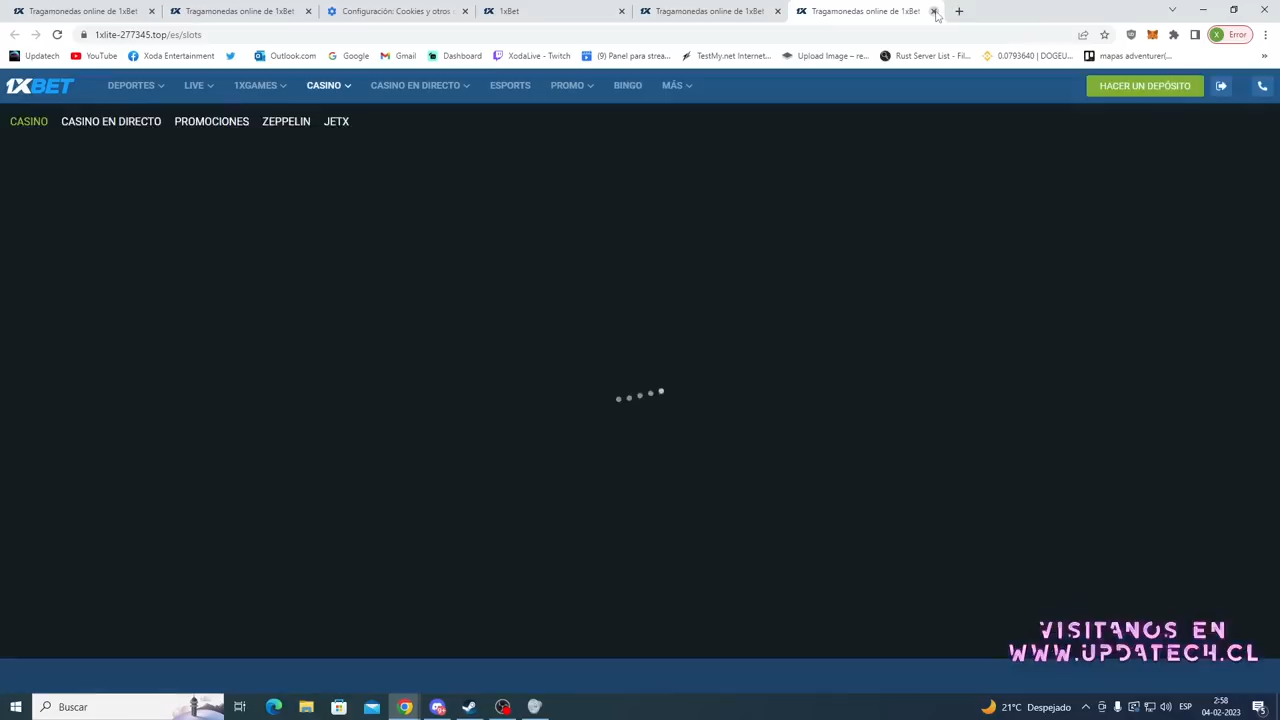 Tragamonedas online de 1xBet
Tragamonedas online de 1xBet
Configuración: Cookies y otros
1xBet
Tragamonedas online de 1xBet
Tragamonedas online de 1xBet
1xlite-277345.top/es/slots
Error
Updatech
YouTube
Xoda Entertainment
Outlook.com
Google
Gmail
Dashboard
XodaLive - Twitch
(9) Panel para strea...
TestMy.net Internet...
Upload Image – re...
Rust Server List - Fil...
0.0793640 | DOGEU...
mapas adventurer(...
1XBET
DEPORTES
LIVE
1XGAMES
CASINO
CASINO EN DIRECTO
ESPORTS
PROMO
BINGO
MÁS
HACER UN DEPÓSITO
CASINO
CASINO EN DIRECTO
PROMOCIONES
ZEPPELIN
JETX
VISITANOS EN
WWW.UPDATECH.CL
Buscar
21°C Despejado
ESP
2:58
04-02-2023